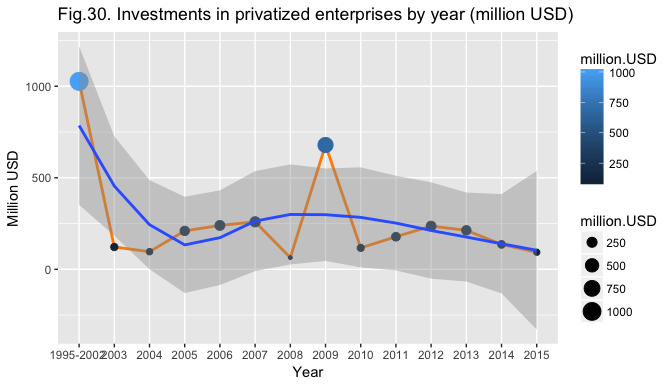 Fig.30. Investments in privatized enterprises by year (million USD)
million.USD
1000
750
500
250
million.USD
250
500
750
1000
Million USD
1000
500
0
1995-2002 2003 2004 2005 2006 2007 2008 2009 2010 2011 2012 2013 2014 2015
Year